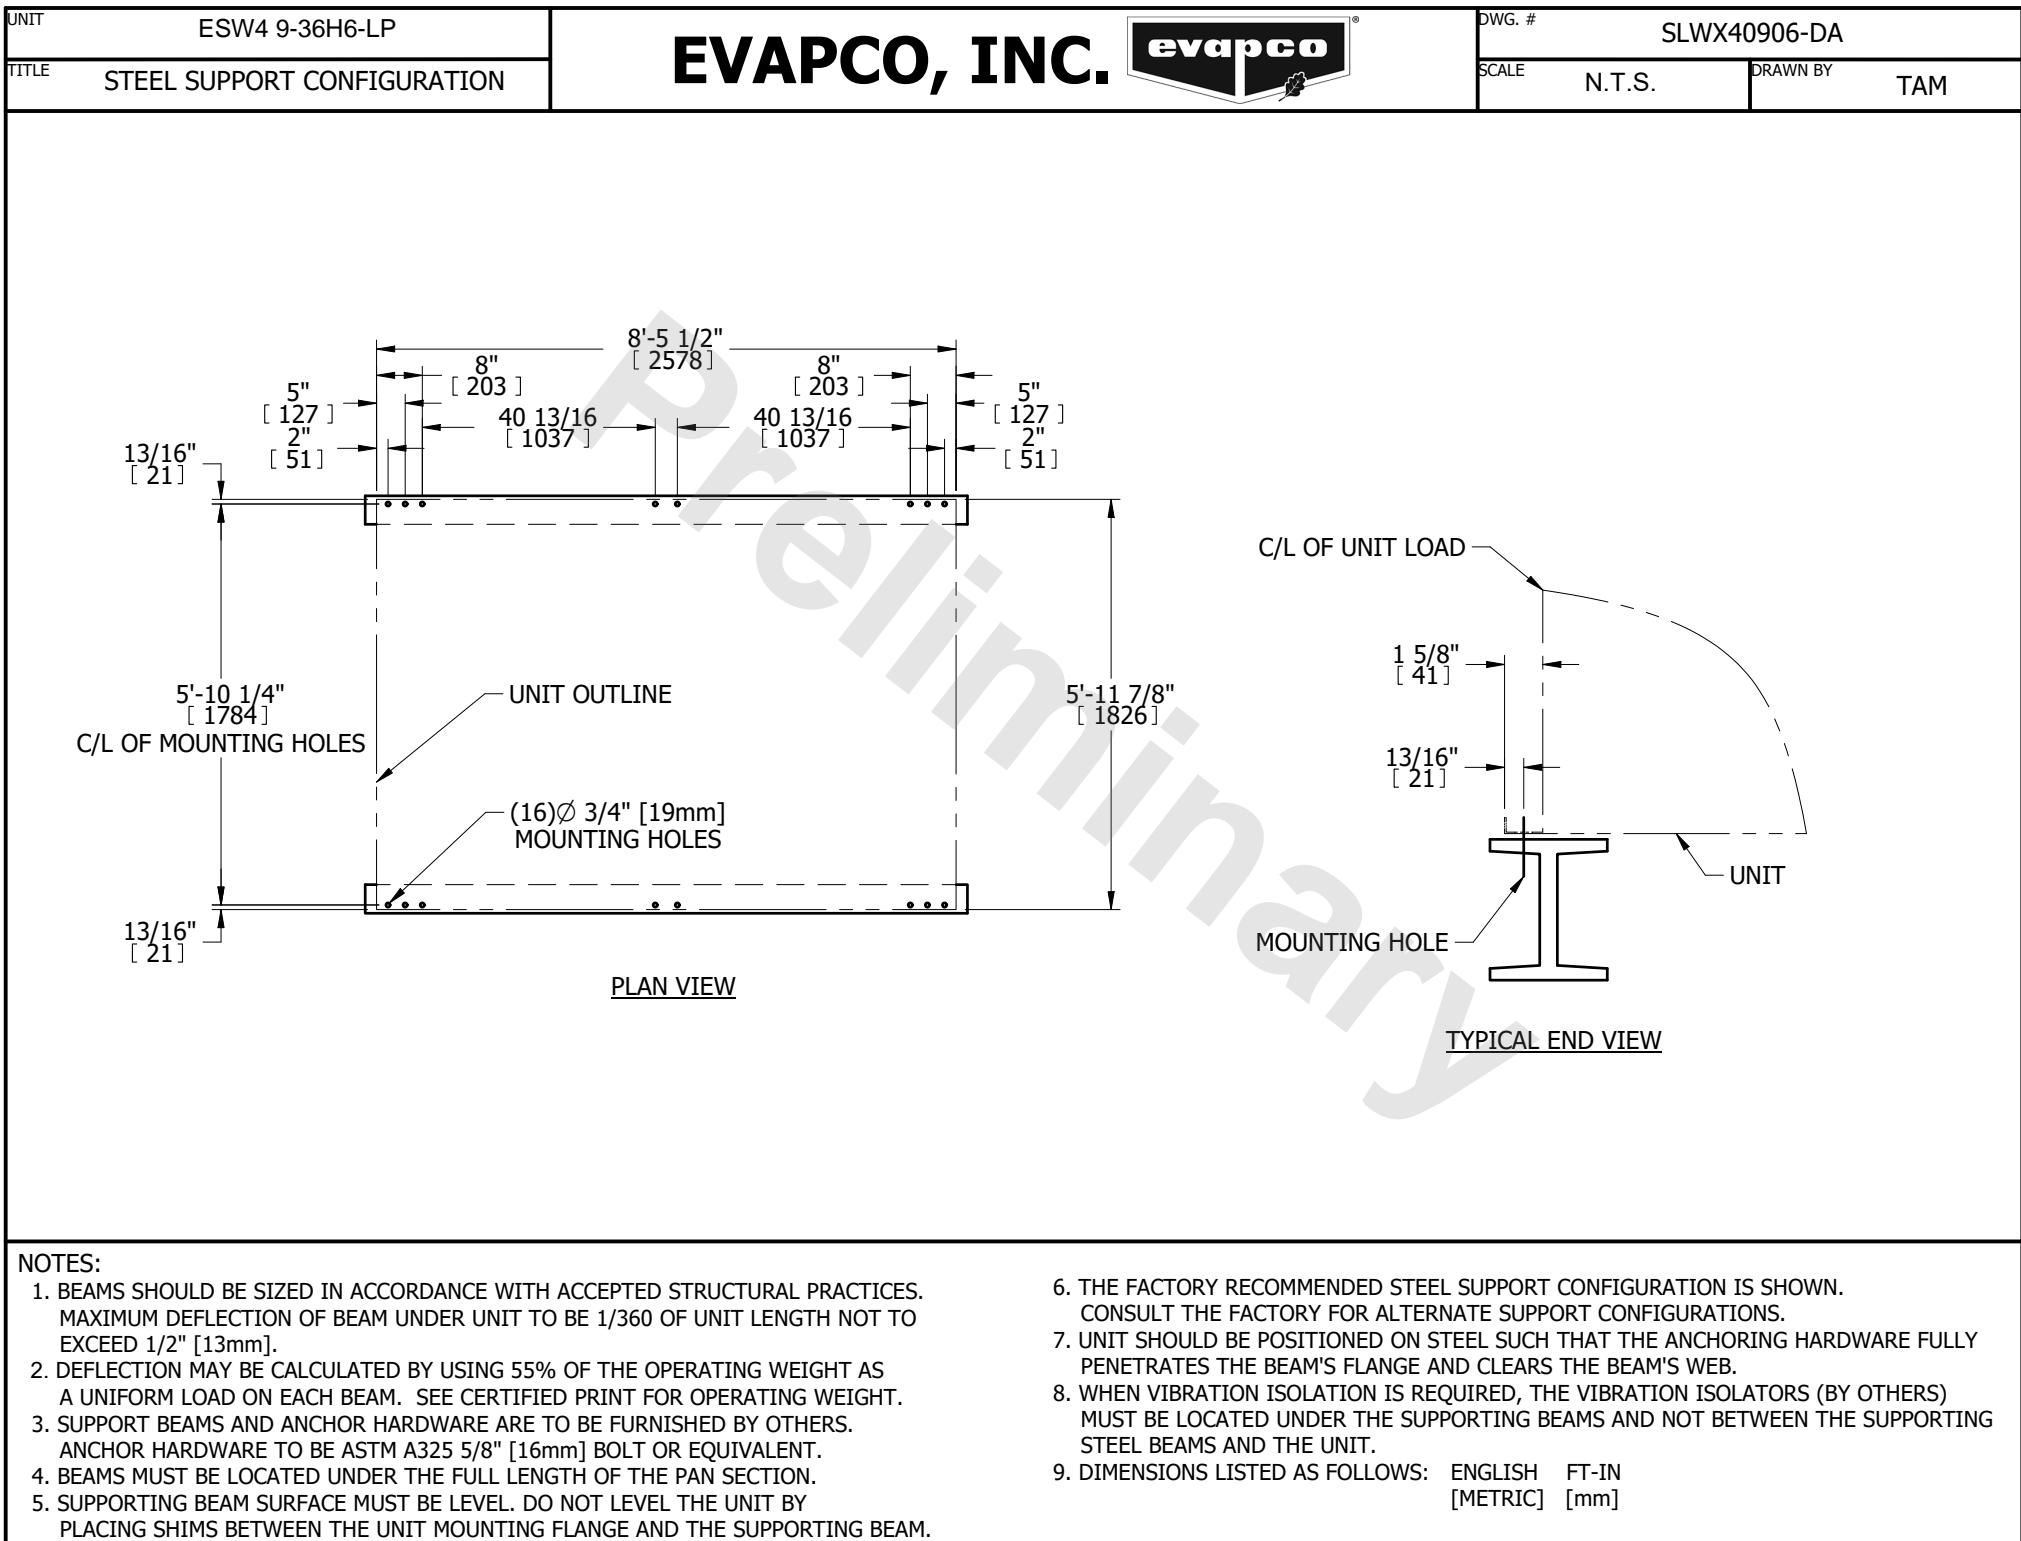 UNIT
ESW4 9-36H6-LP
TITLE
STEEL SUPPORT CONFIGURATION
EVAPCO, INC.
evapco
®
DWG. #
SLWX40906-DA
SCALE
N.T.S.
DRAWN BY
TAM
8'-5 1/2"
[ 2578 ]
8"
[ 203 ]
8"
[ 203 ]
5"
[ 127 ]
5"
[ 127 ]
40 13/16
[ 1037 ]
40 13/16
[ 1037 ]
2"
[ 51 ]
2"
[ 51 ]
13/16"
[ 21 ]
5'-10 1/4"
[ 1784 ]
C/L OF MOUNTING HOLES
UNIT OUTLINE
5'-11 7/8"
[ 1826 ]
(16)Ø 3/4" [19mm]
MOUNTING HOLES
13/16"
[ 21 ]
PLAN VIEW
Preliminary
C/L OF UNIT LOAD
1 5/8"
[ 41 ]
13/16"
[ 21 ]
UNIT
MOUNTING HOLE
TYPICAL END VIEW
NOTES:
1. BEAMS SHOULD BE SIZED IN ACCORDANCE WITH ACCEPTED STRUCTURAL PRACTICES.
MAXIMUM DEFLECTION OF BEAM UNDER UNIT TO BE 1/360 OF UNIT LENGTH NOT TO
EXCEED 1/2" [13mm].
2. DEFLECTION MAY BE CALCULATED BY USING 55% OF THE OPERATING WEIGHT AS
A UNIFORM LOAD ON EACH BEAM. SEE CERTIFIED PRINT FOR OPERATING WEIGHT.
3. SUPPORT BEAMS AND ANCHOR HARDWARE ARE TO BE FURNISHED BY OTHERS.
ANCHOR HARDWARE TO BE ASTM A325 5/8" [16mm] BOLT OR EQUIVALENT.
4. BEAMS MUST BE LOCATED UNDER THE FULL LENGTH OF THE PAN SECTION.
5. SUPPORTING BEAM SURFACE MUST BE LEVEL. DO NOT LEVEL THE UNIT BY
PLACING SHIMS BETWEEN THE UNIT MOUNTING FLANGE AND THE SUPPORTING BEAM.
6. THE FACTORY RECOMMENDED STEEL SUPPORT CONFIGURATION IS SHOWN.
CONSULT THE FACTORY FOR ALTERNATE SUPPORT CONFIGURATIONS.
7. UNIT SHOULD BE POSITIONED ON STEEL SUCH THAT THE ANCHORING HARDWARE FULLY
PENETRATES THE BEAM'S FLANGE AND CLEARS THE BEAM'S WEB.
8. WHEN VIBRATION ISOLATION IS REQUIRED, THE VIBRATION ISOLATORS (BY OTHERS)
MUST BE LOCATED UNDER THE SUPPORTING BEAMS AND NOT BETWEEN THE SUPPORTING
STEEL BEAMS AND THE UNIT.
9. DIMENSIONS LISTED AS FOLLOWS: ENGLISH FT-IN
[METRIC] [mm]